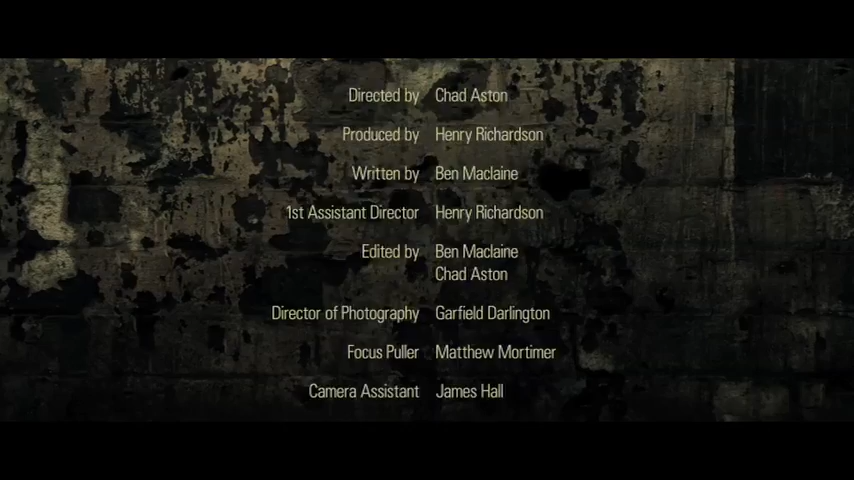 Directed by Chad Aston
Produced by Henry Richardson
Written by Ben Maclaine
1st Assistant Director Henry Richardson
Edited by Ben Maclaine
Chad Aston
Director of Photography Garfield Darlington
Focus Puller Matthew Mortimer
Camera Assistant James Hall